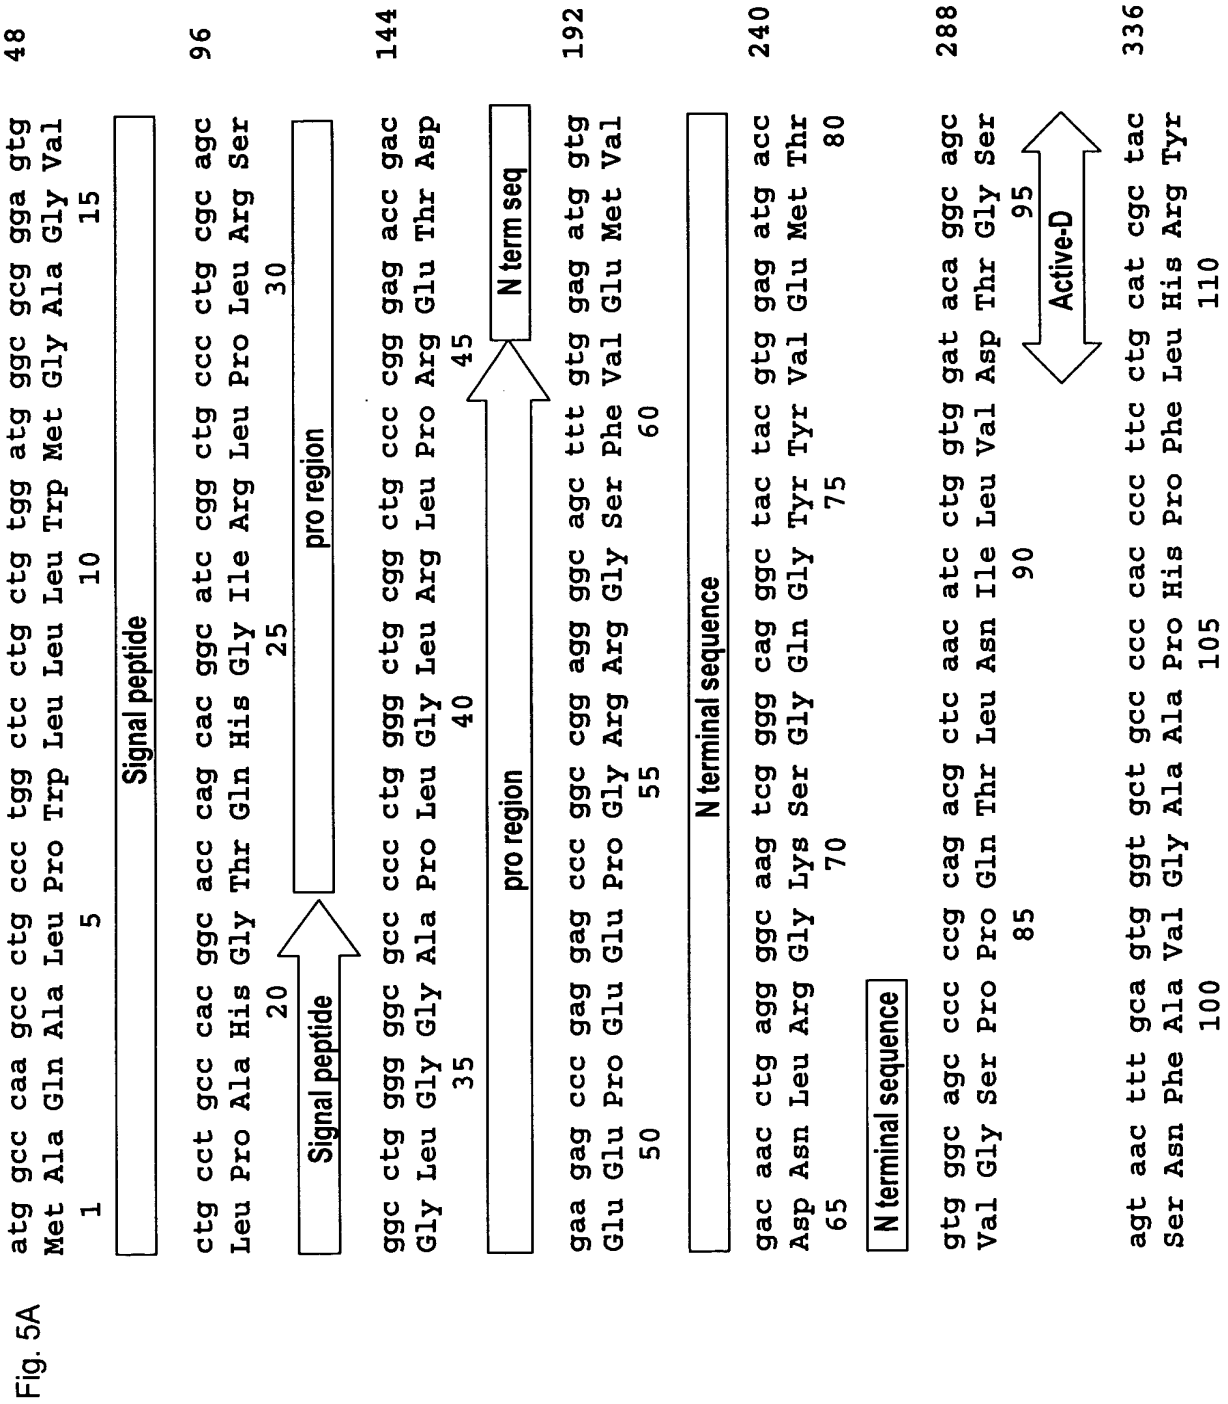 Fig. 5A
atg gcc caa gcc ctg ccc tgg ctc ctg ctg tgg atg ggc gcg gga gtg 48
Met Ala Gln Ala Leu Pro Trp Leu Leu Leu Trp Met Gly Ala Gly Val
1 5 10 15
Signal peptide
ctg cct gcc cac ggc acc cag cac ggc atc cgg ctg ccc ctg cgc agc 96
Leu Pro Ala His Gly Thr Gln His Gly Ile Arg Leu Pro Leu Arg Ser
20 25 30
Signal peptide pro region
ggc ctg ggg ggc gcc ccc ctg ggg ctg cgg ctg ccc cgg gag acc gac 144
Gly Leu Gly Gly Ala Pro Leu Gly Leu Arg Leu Pro Arg Glu Thr Asp
35 40 45
pro region N term seq
gaa gag ccc gag gag ccc ggc cgg agg ggc agc ttt gtg gag atg gtg 192
Glu Glu Pro Glu Glu Pro Gly Arg Arg Gly Ser Phe Val Glu Met Val
50 55 60
N terminal sequence
gac aac ctg agg ggc aag tcg ggg cag ggc tac tac gtg gag atg acc 240
Asp Asn Leu Arg Gly Lys Ser Gly Gln Gly Tyr Tyr Val Glu Met Thr
65 70 75 80
N terminal sequence
gtg ggc agc ccc ccg cag acg ctc aac atc ctg gtg gat aca ggc agc 288
Val Gly Ser Pro Pro Gln Thr Leu Asn Ile Leu Val Asp Thr Gly Ser
85 90 95
Active-D
agt aac ttt gca gtg ggt gct gcc ccc cac ccc ttc ctg cat cgc tac 336
Ser Asn Phe Ala Val Gly Ala Ala Pro His Pro Phe Leu His Arg Tyr
100 105 110